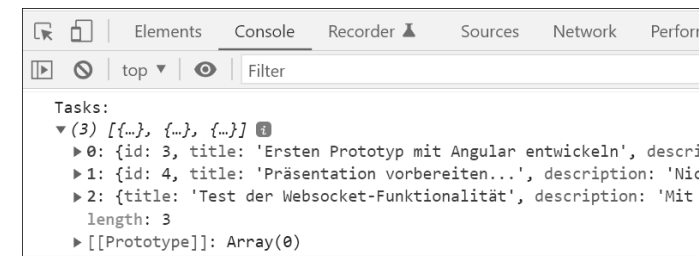 Elements Console Recorder Sources Network Perfor
top ▼ Filter
Tasks:
▼(3) [{…}, {…}, {…}] i
▶0: {id: 3, title: 'Ersten Prototyp mit Angular entwickeln', descri
▶1: {id: 4, title: 'Präsentation vorbereiten...', description: 'Nic
▶2: {title: 'Test der Websocket-Funktionalität', description: 'Mit
length: 3
▶[[Prototype]]: Array(0)